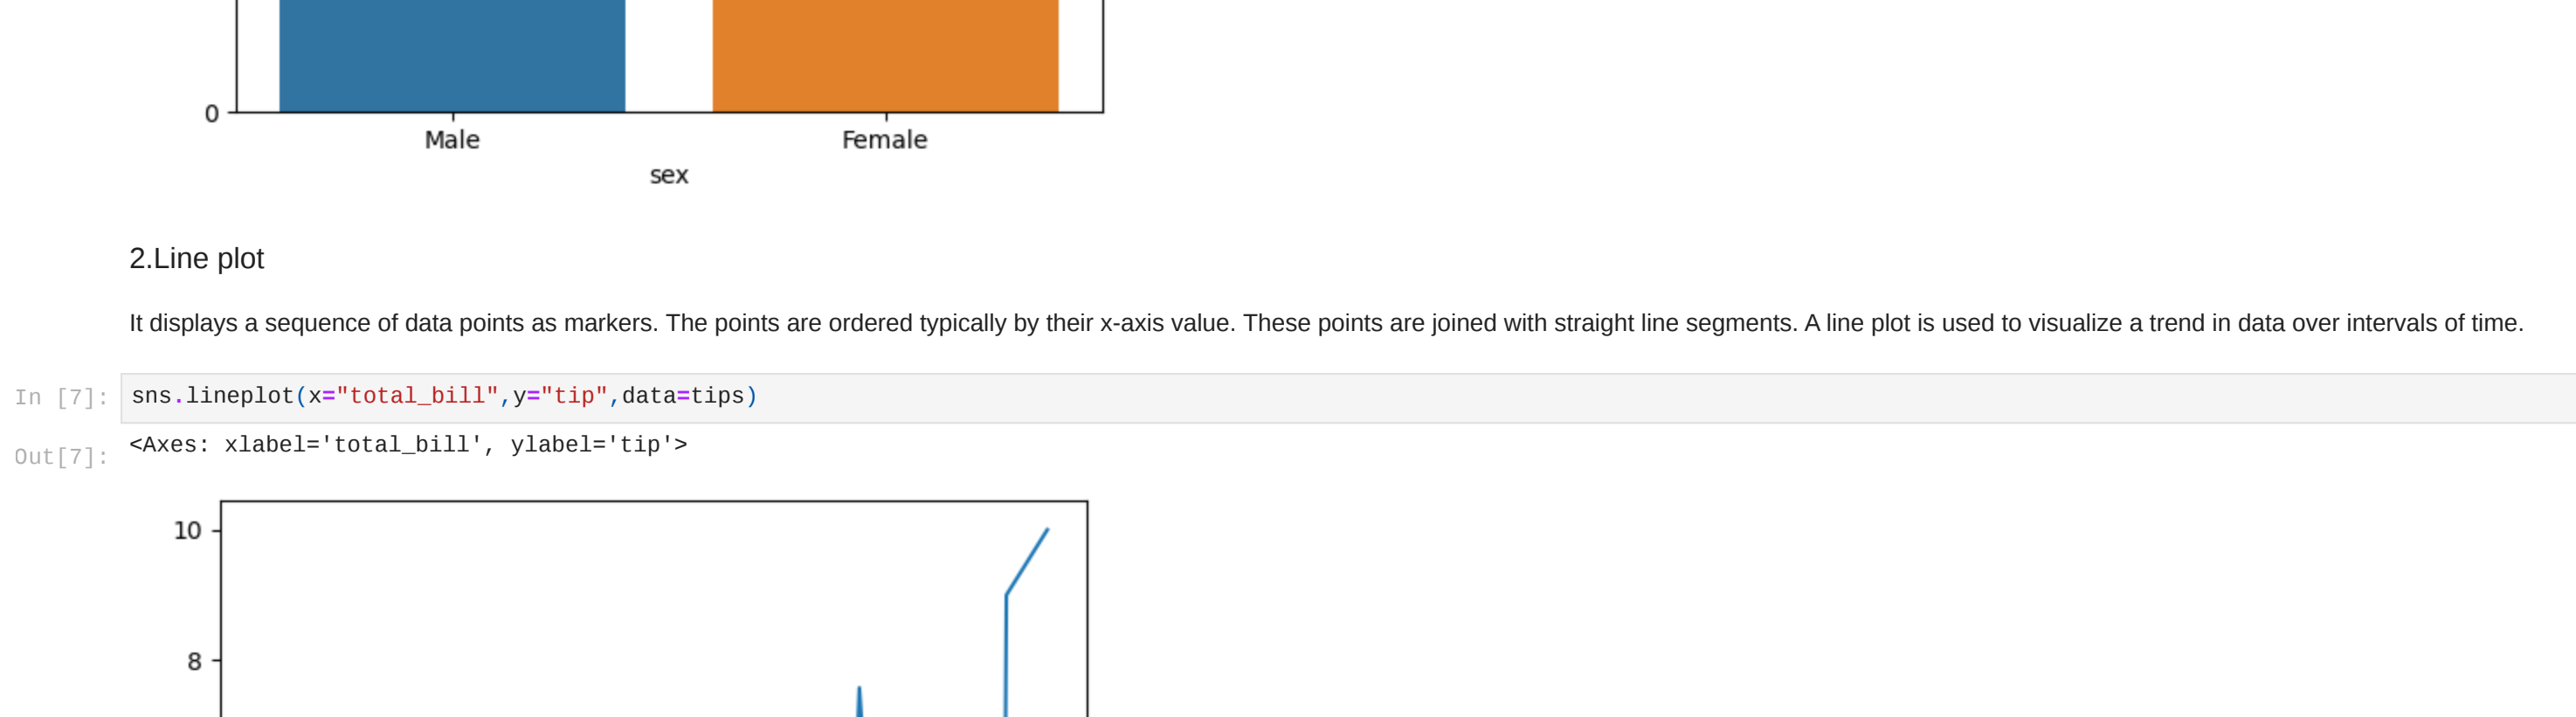 0
Male Female
sex
2.Line plot
It displays a sequence of data points as markers. The points are ordered typically by their x-axis value. These points are joined with straight line segments. A line plot is used to visualize a trend in data over intervals of time.
In [7]: sns.lineplot(x="total_bill",y="tip",data=tips)
Out[7]: <Axes: xlabel='total_bill', ylabel='tip'>
10
8